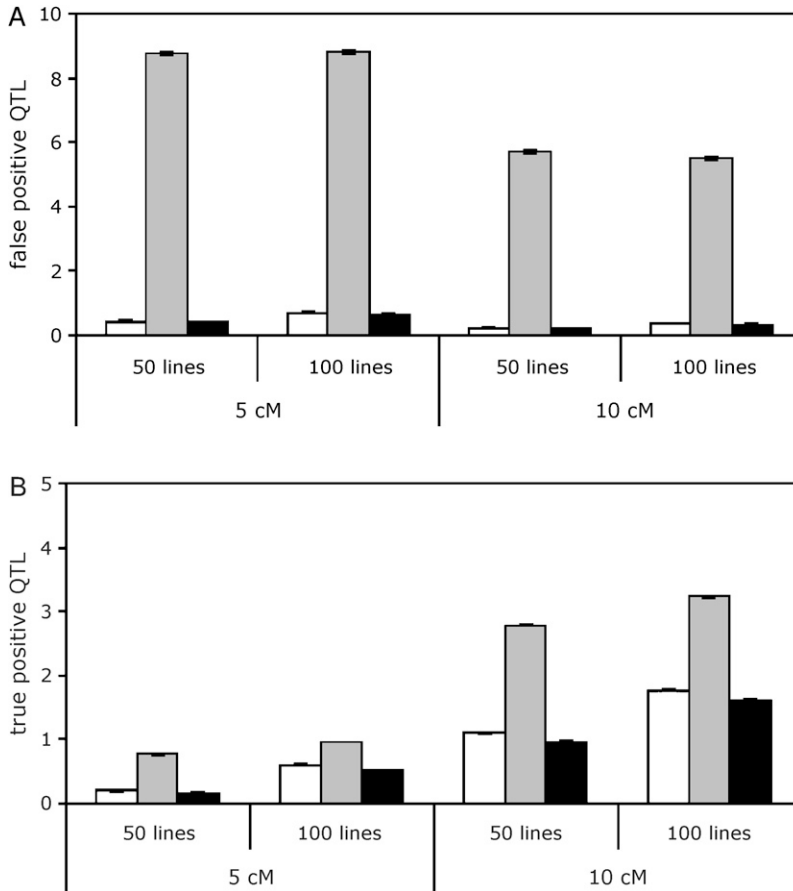 A
false positive QTL
10
8
6
4
2
0
50 lines
100 lines
50 lines
100 lines
5 cM
10 cM
B
true positive QTL
5
4
3
2
1
0
50 lines
100 lines
50 lines
100 lines
5 cM
10 cM